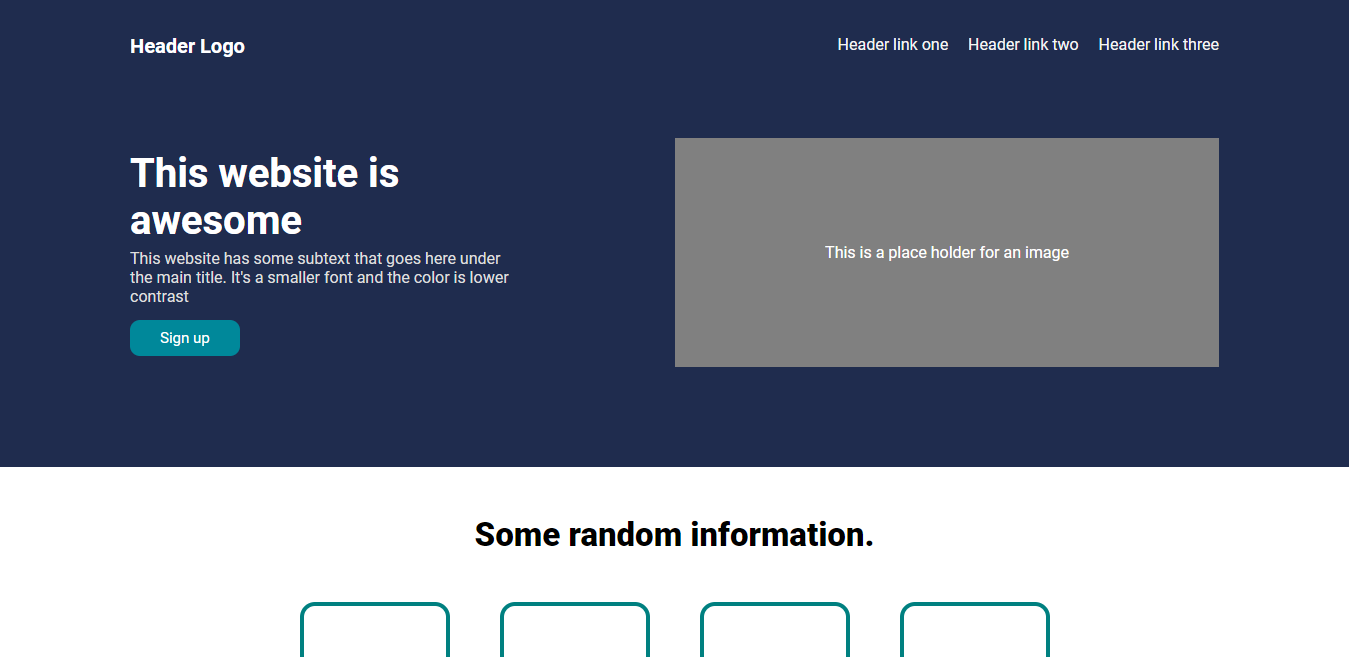 Header Logo
Header link one
Header link two
Header link three
This website is
awesome
This website has some subtext that goes here under
the main title. It's a smaller font and the color is lower
contrast
Sign up
This is a place holder for an image
Some random information.